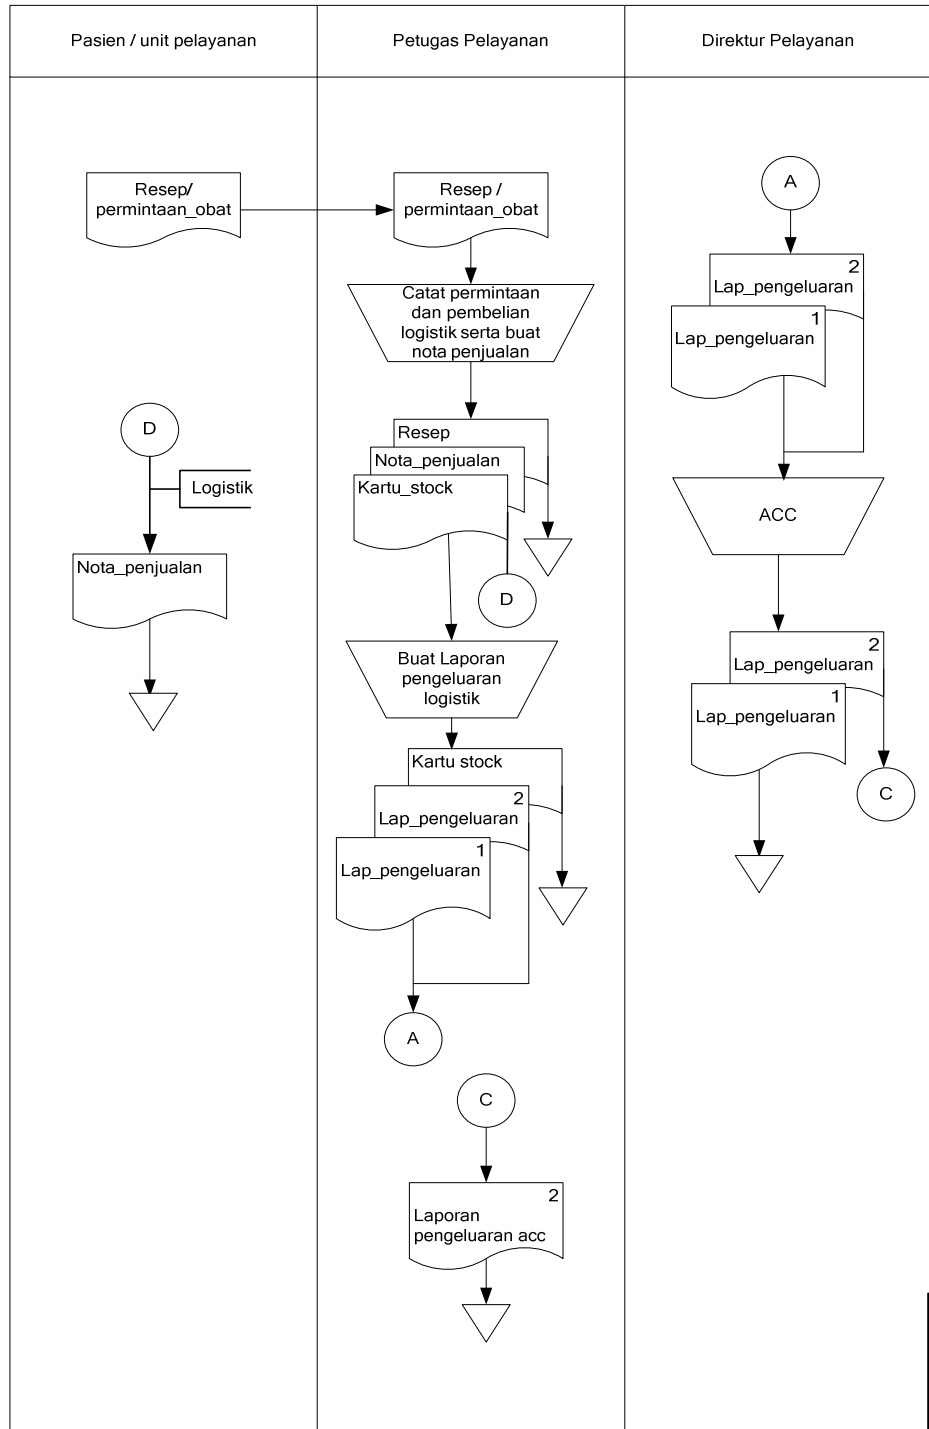 Pasien / unit pelayanan
Petugas Pelayanan
Direktur Pelayanan
Resep/
permintaan_obat
D
Logistik
Nota_penjualan
Resep /
permintaan_obat
Catat permintaan
dan pembelian
logistik serta buat
nota penjualan
Resep
Nota_penjualan
Kartu_stock
D
Buat Laporan
pengeluaran
logistik
Kartu stock
2
Lap_pengeluaran
1
Lap_pengeluaran
A
C
2
Laporan
pengeluaran acc
A
2
Lap_pengeluaran
1
Lap_pengeluaran
ACC
2
Lap_pengeluaran
1
Lap_pengeluaran
C